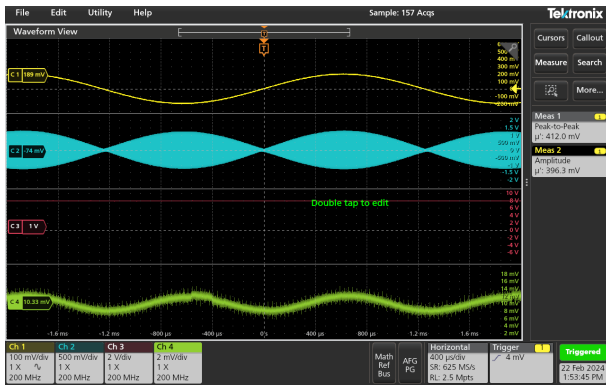 File Edit Utility Help Sample: 157 Acqs Tektronix
Waveform View
Cursors Callout
Measure Search
More...
Meas 1 1
Peak-to-Peak
µ': 412.0 mV
Meas 2 1
Amplitude
µ': 396.3 mV
T
C 1 189 mV
400 mV
300 mV
200 mV
100 mV
-100 mV
-200 mV
C 2 -74 mV
2 V
1.5 V
1 V
500 mV
0 V
-500 mV
-1 V
-1.5 V
-2 V
C 3 1 V
Double tap to edit
10 V
8 V
6 V
4 V
2 V
0 V
-2 V
-4 V
-6 V
C 4 10.33 mV
18 mV
16 mV
14 mV
10 mV
8 mV
6 mV
4 mV
2 mV
-1.6 ms -1.2 ms -800 µs -400 µs 0 s 400 µs 800 µs 1.2 ms 1.6 ms
Ch 1
100 mV/div
1 X
200 MHz
Ch 2
500 mV/div
1 X
200 MHz
Ch 3
2 V/div
1 X
200 MHz
Ch 4
2 mV/div
1 X
200 MHz
Math
Ref
Bus
AFG
PG
Horizontal
400 µs/div
SR: 625 MS/s
RL: 2.5 Mpts
Trigger 1
4 mV
Triggered
22 Feb 2024
1:53:45 PM